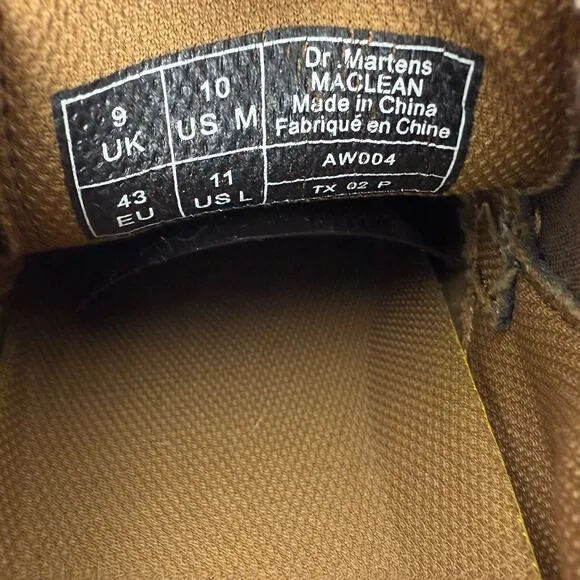 9
UK
10
US M
43
EU
11
US L
Dr. Martens
MACLEAN
Made in China
Fabriqué en Chine
AW004
TX 02 P